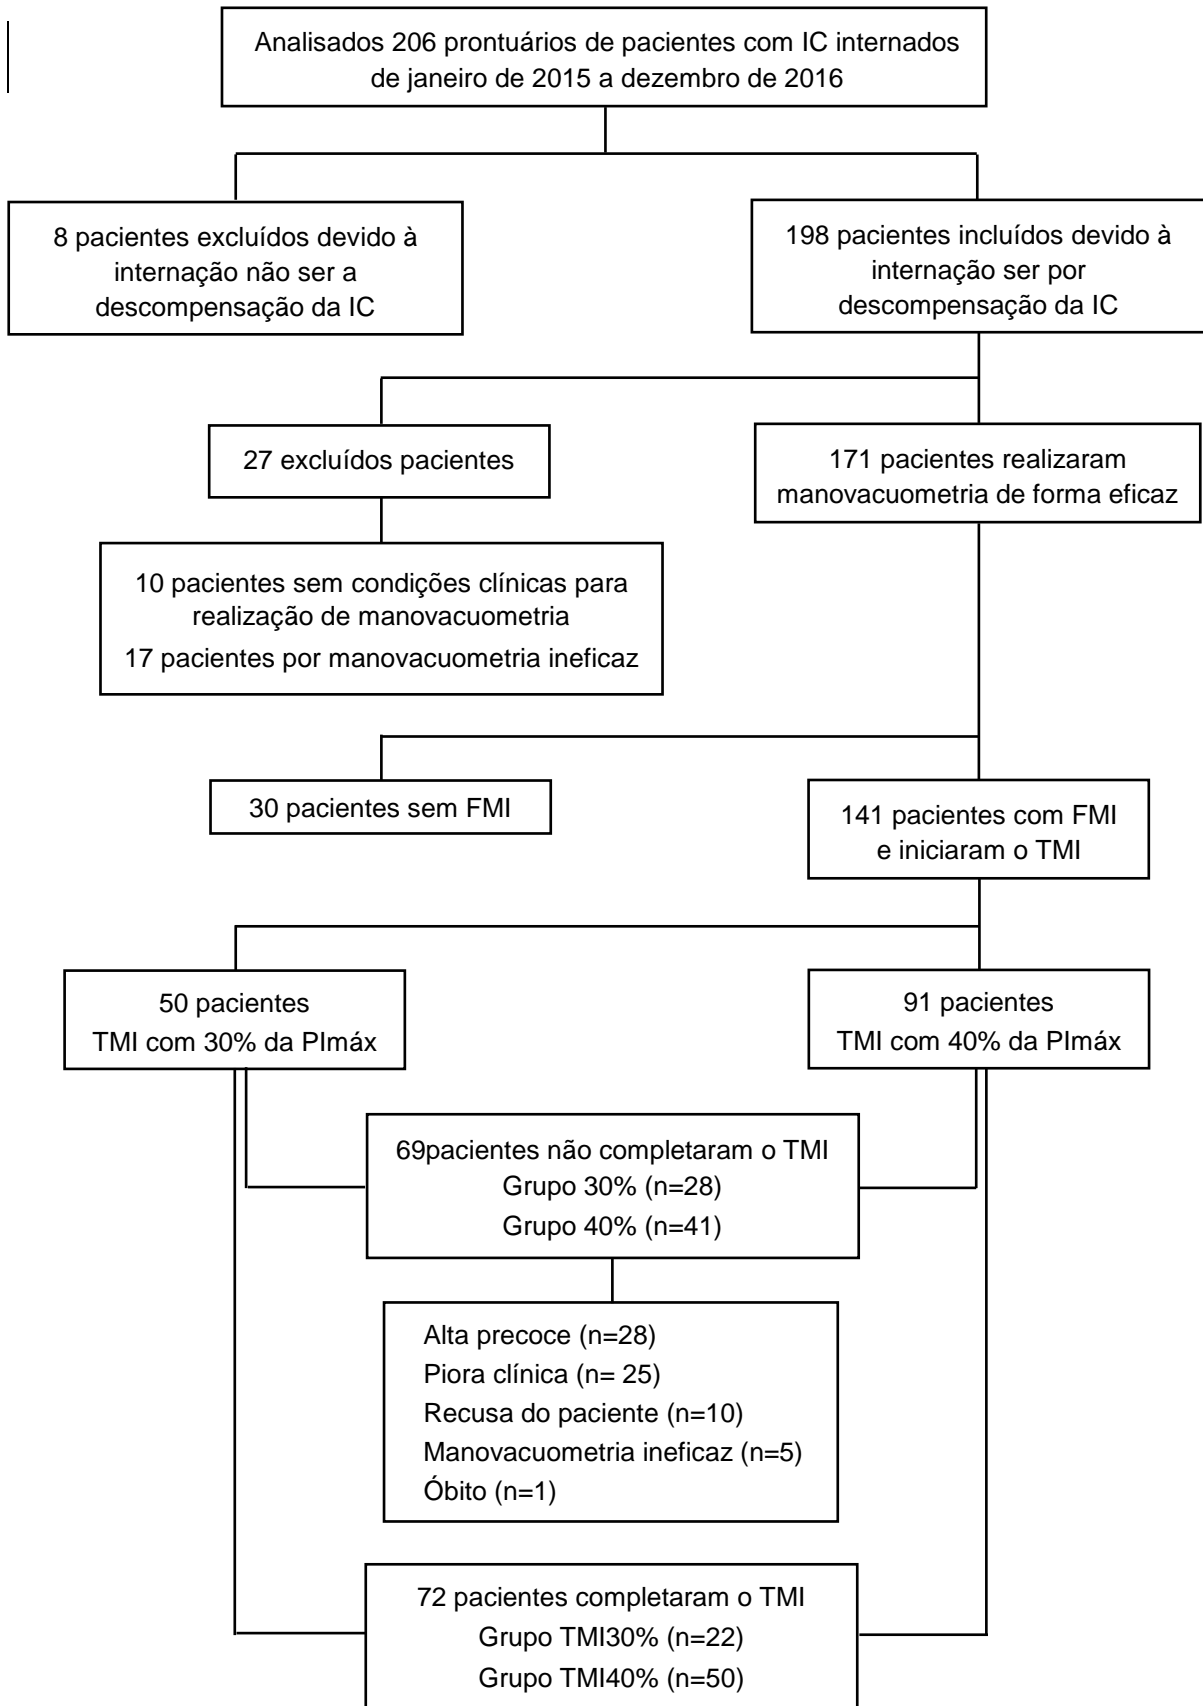 Analisados 206 prontuários de pacientes com IC internados
de janeiro de 2015 a dezembro de 2016
8 pacientes excluídos devido à
internação não ser a
descompensação da IC
198 pacientes incluídos devido à
internação ser por
descompensação da IC
27 excluídos pacientes
171 pacientes realizaram
manovacuometria de forma eficaz
10 pacientes sem condições clínicas para
realização de manovacuometria
17 pacientes por manovacuometria ineficaz
30 pacientes sem FMI
141 pacientes com FMI
e iniciaram o TMI
50 pacientes
TMI com 30% da PImáx
91 pacientes
TMI com 40% da PImáx
69pacientes não completaram o TMI
Grupo 30% (n=28)
Grupo 40% (n=41)
Alta precoce (n=28)
Piora clínica (n= 25)
Recusa do paciente (n=10)
Manovacuometria ineficaz (n=5)
Óbito (n=1)
72 pacientes completaram o TMI
Grupo TMI30% (n=22)
Grupo TMI40% (n=50)